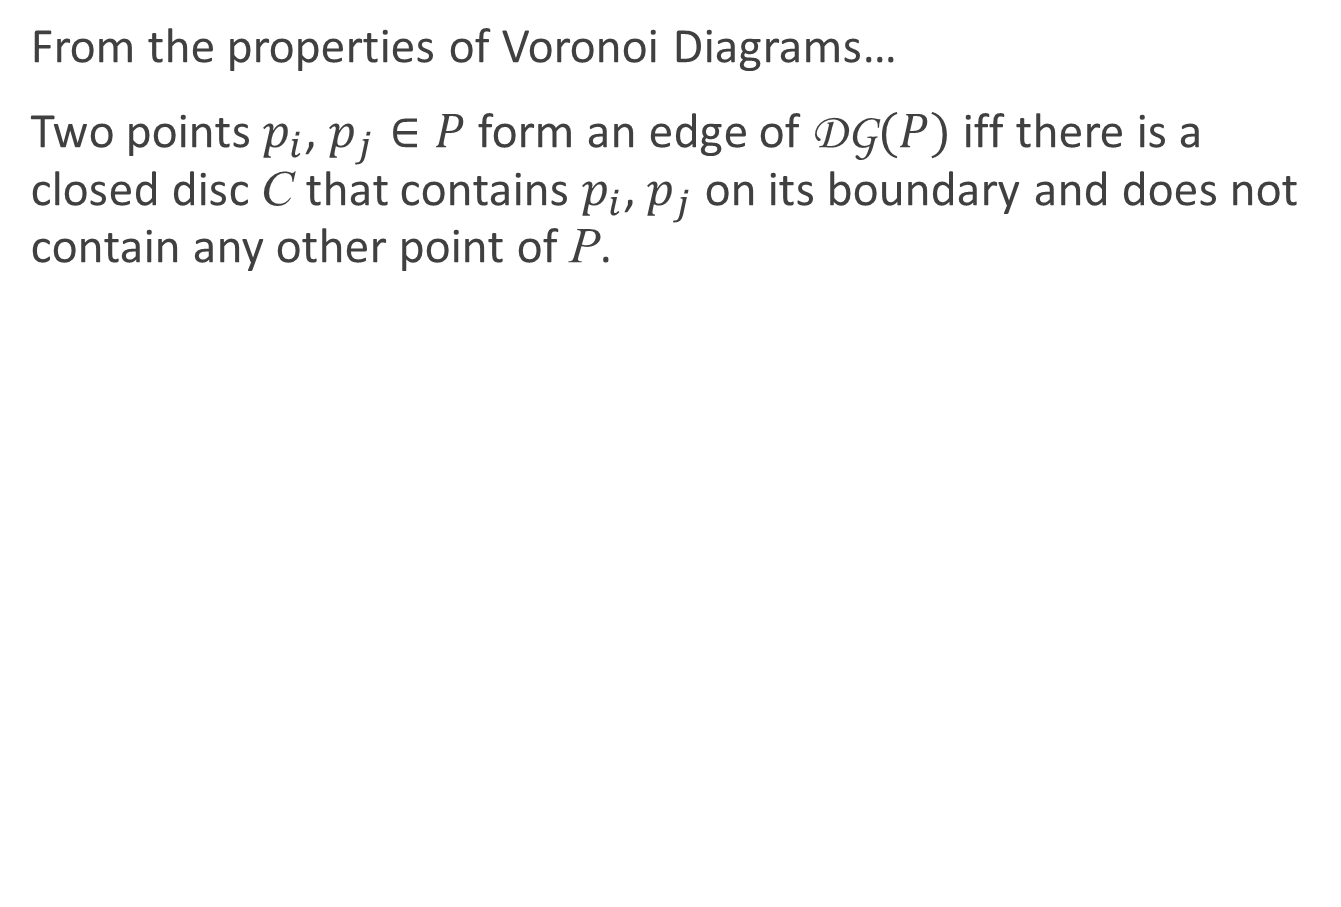 From the properties of Voronoi Diagrams…
Two points 𝑝ᵢ, 𝑝ⱼ ∈ 𝑃 form an edge of 𝒟𝒢(𝑃) iff there is a
closed disc 𝐶 that contains 𝑝ᵢ, 𝑝ⱼ on its boundary and does not
contain any other point of 𝑃.